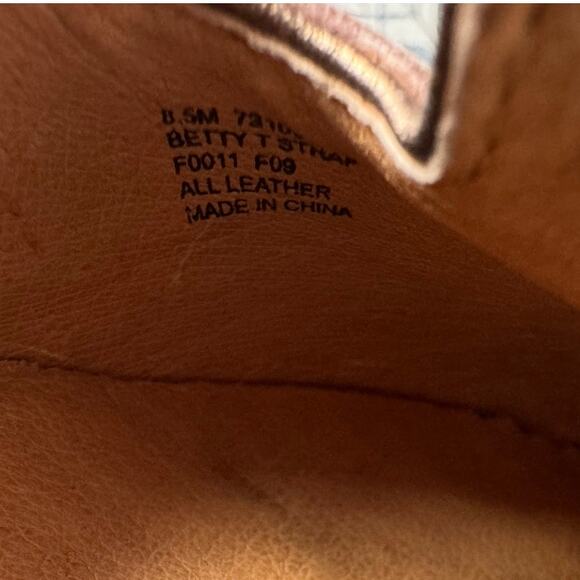 8.5M
BETTY T STRAP
F0011 F09
ALL LEATHER
MADE IN CHINA